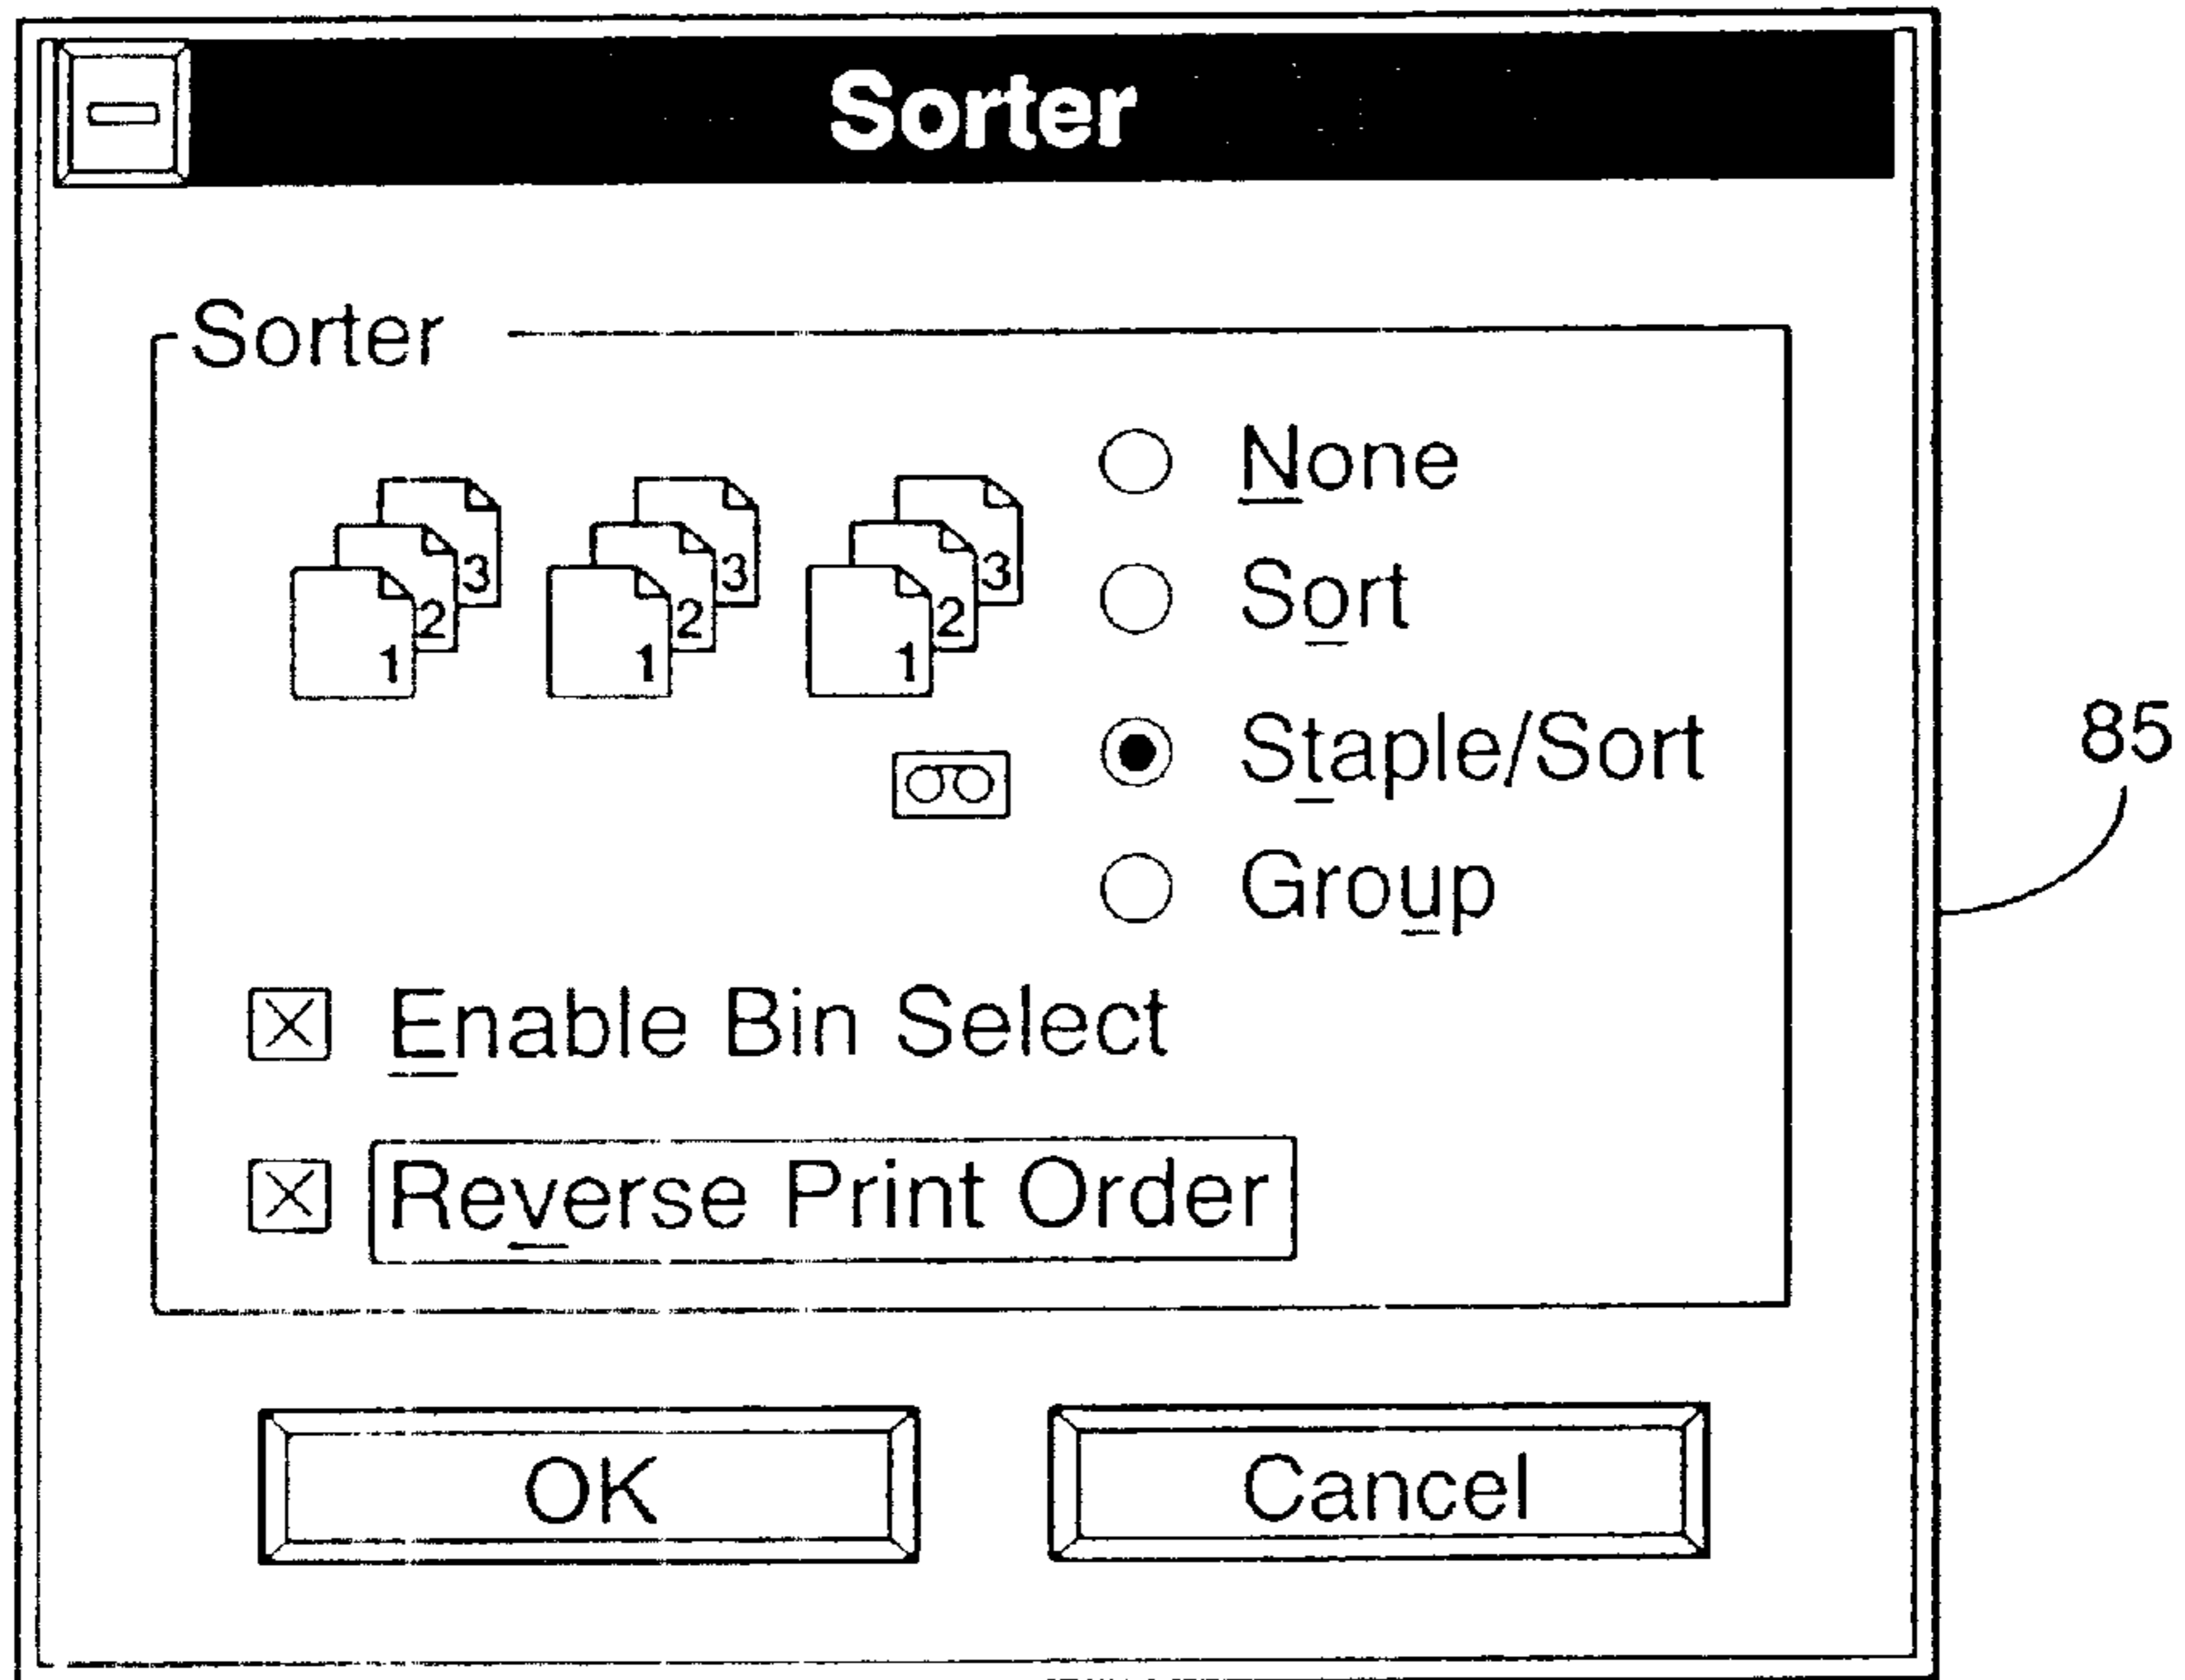 Sorter
Sorter
None
3 3 3
2 2 2
1 1 1
Sort
Staple/Sort
85
Group
Enable Bin Select
Reverse Print Order
OK Cancel